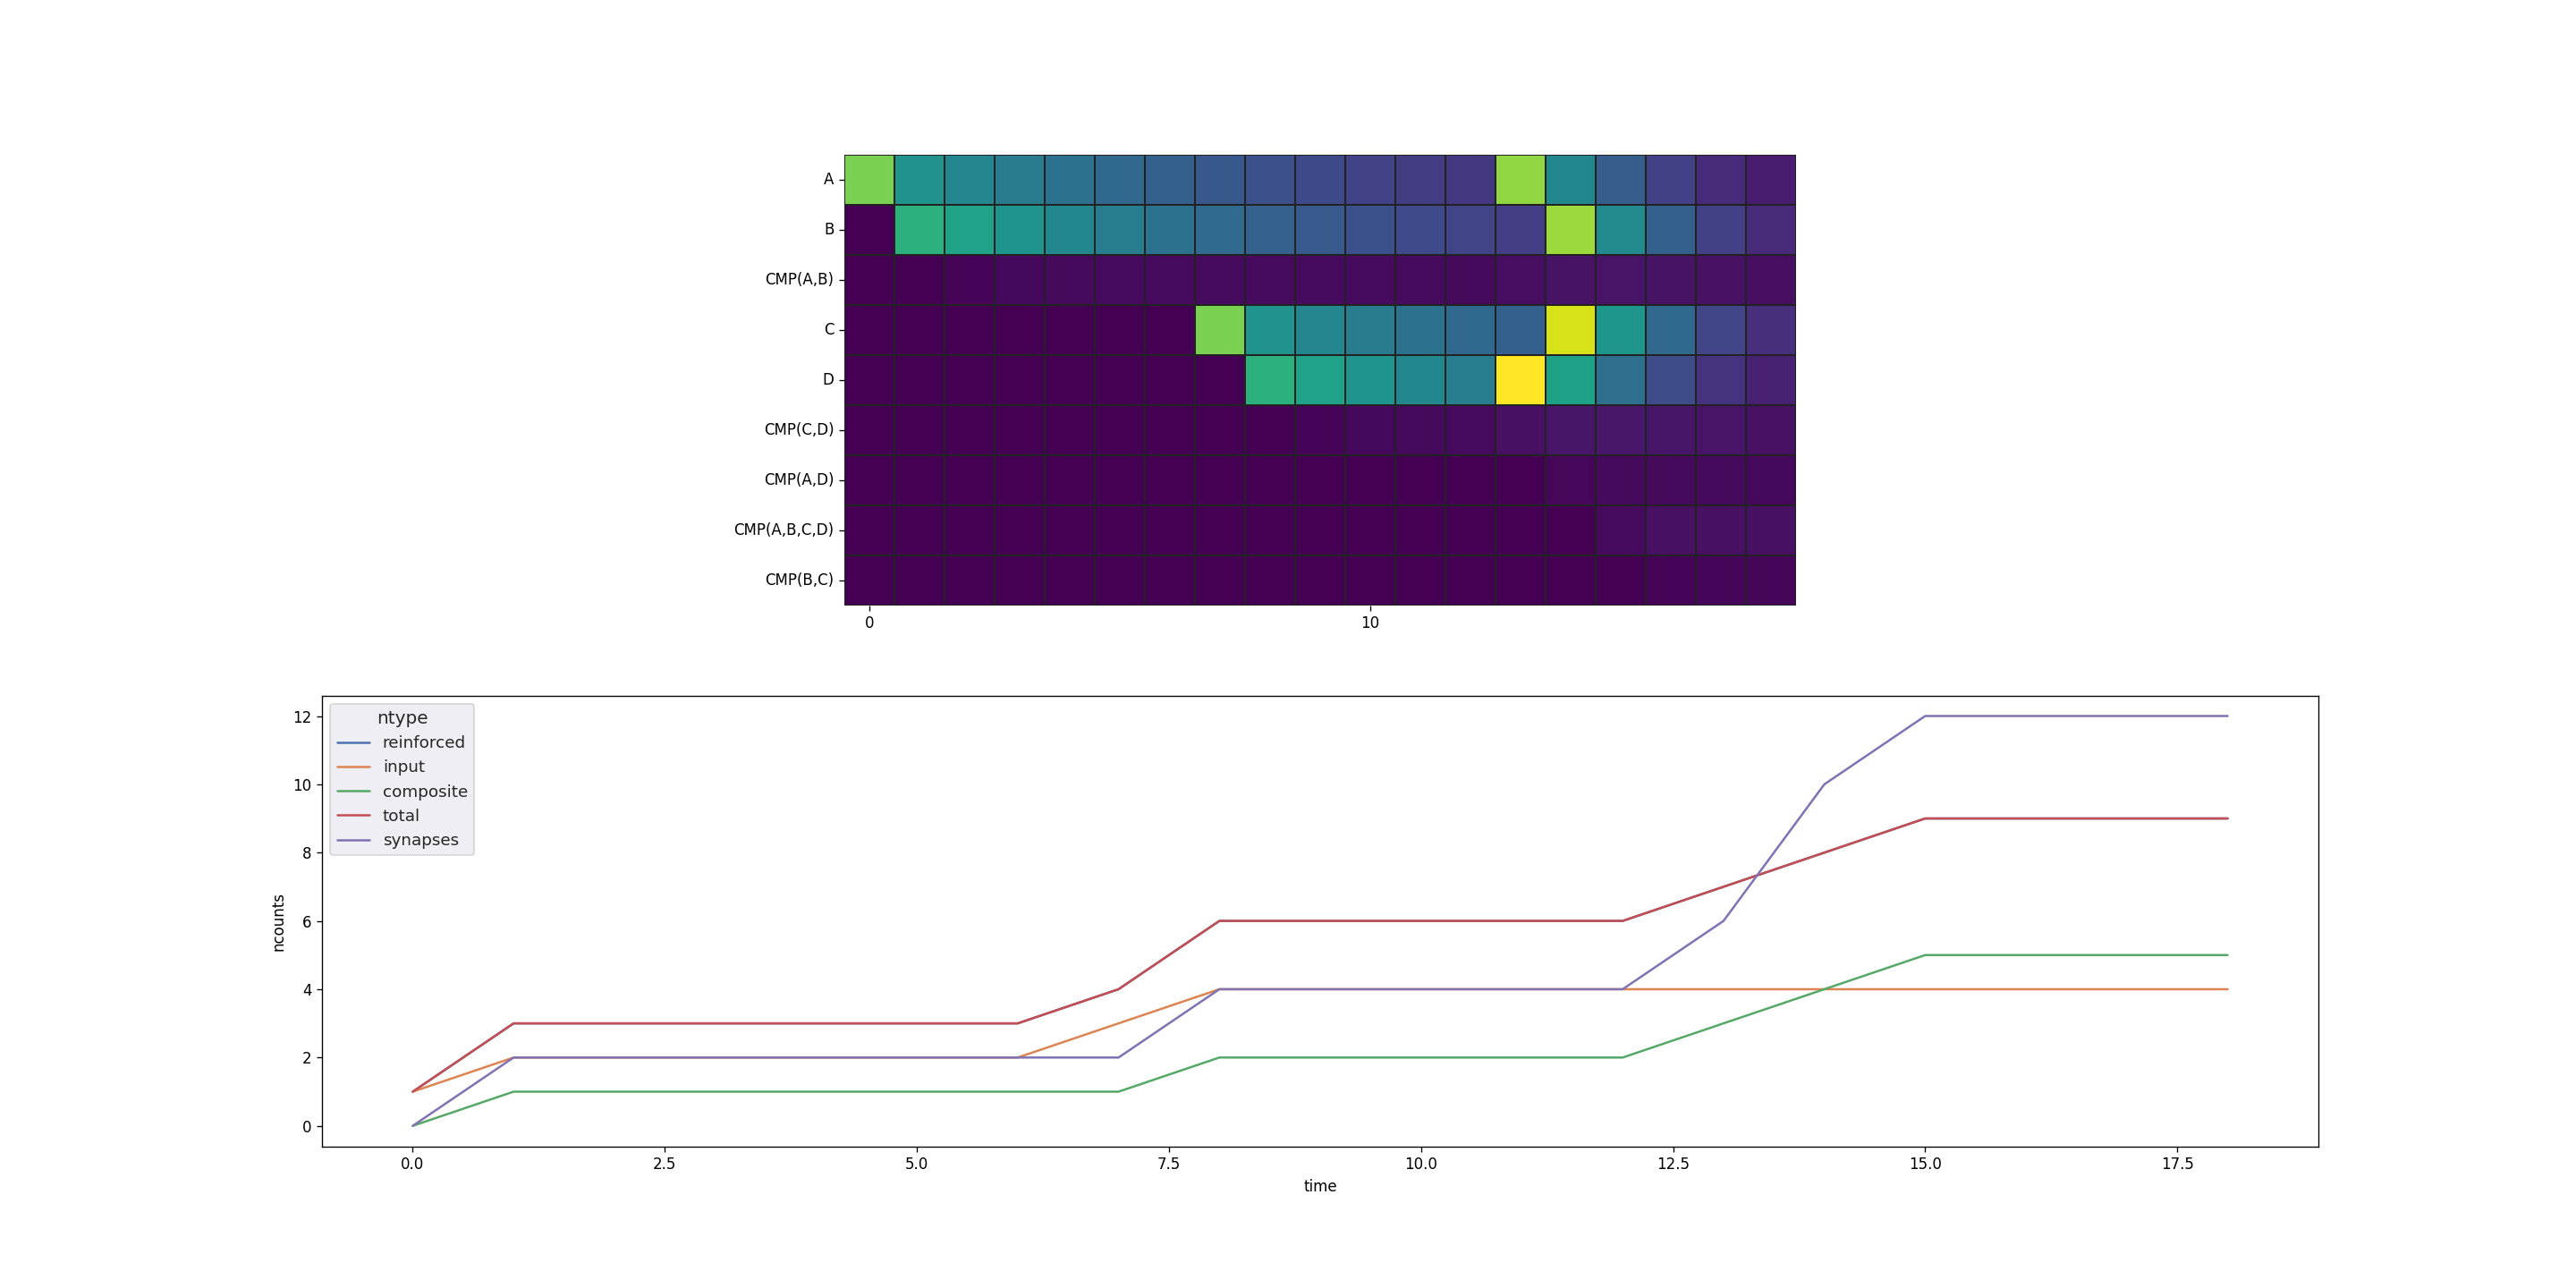 A
B
CMP(A,B)
C
D
CMP(C,D)
CMP(A,D)
CMP(A,B,C,D)
CMP(B,C)
0 10
12
10
8
6
4
2
0
ncounts
ntype
reinforced
input
composite
total
synapses
0.0 2.5 5.0 7.5 10.0 12.5 15.0 17.5
time